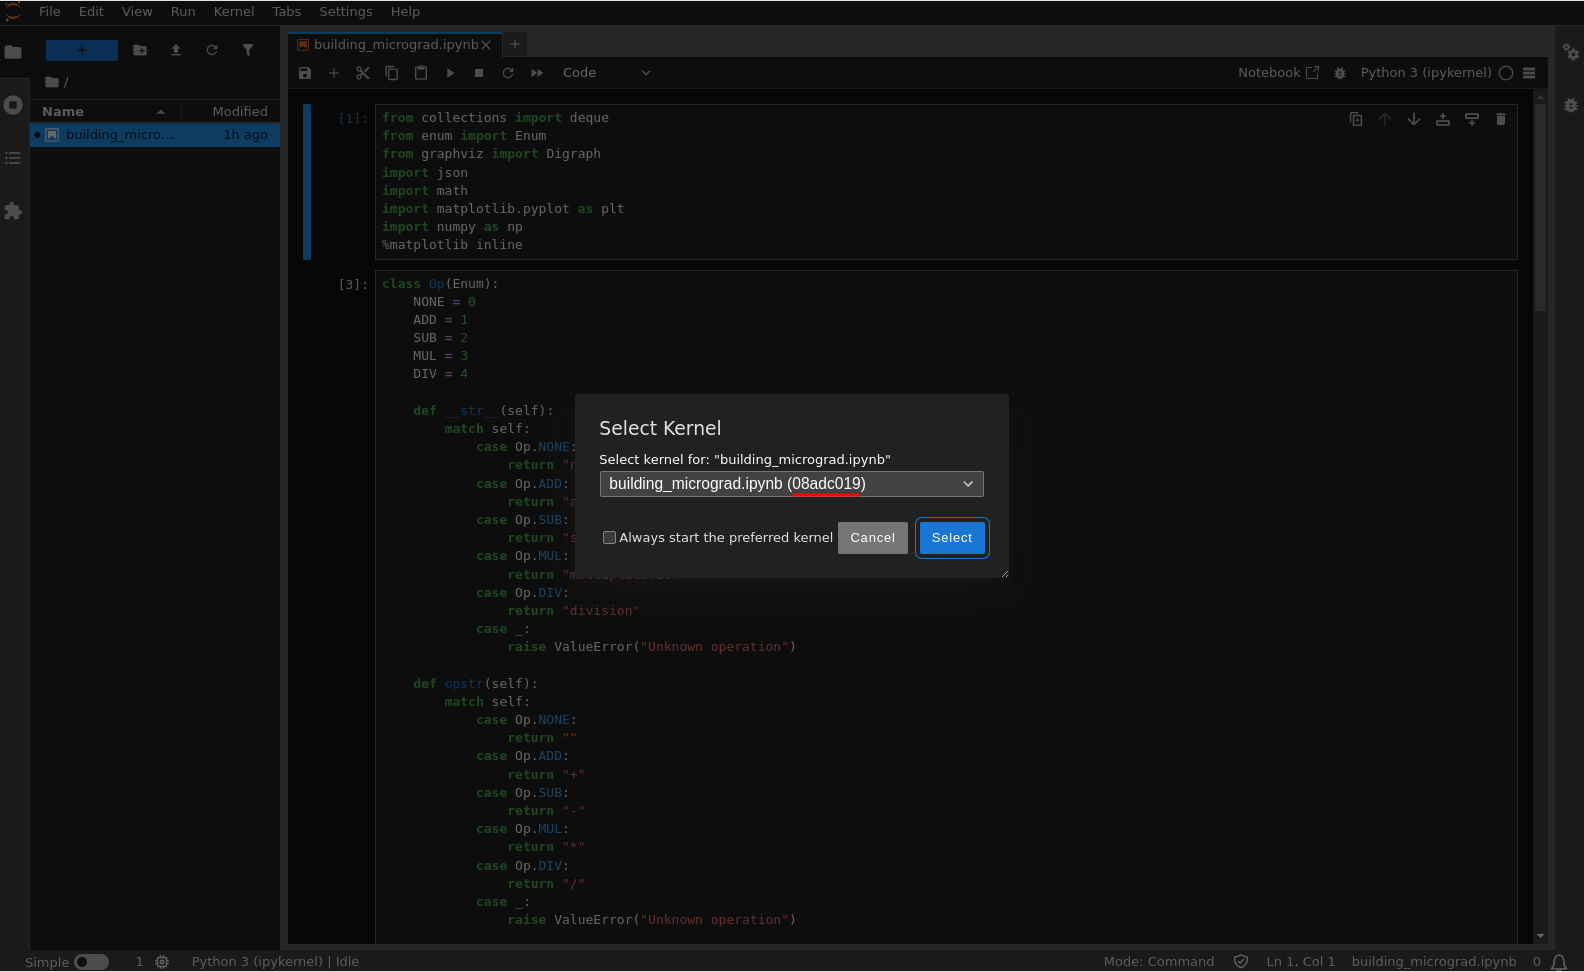 File Edit View Run Kernel Tabs Settings Help
building_micrograd.ipynb
Code
Notebook
Python 3 (ipykernel)
/
Name Modified
building_micro... 1h ago
[1]:
from collections import deque
from enum import Enum
from graphviz import Digraph
import json
import math
import matplotlib.pyplot as plt
import numpy as np
%matplotlib inline
[3]:
class Op(Enum):
    NONE = 0
    ADD = 1
    SUB = 2
    MUL = 3
    DIV = 4
    def __str__(self):
        match self:
            case Op.NONE:
                return "n
            case Op.ADD:
                return "a
            case Op.SUB:
                return "s
            case Op.MUL:
                return
            case Op.DIV:
                return "division"
            case _:
                raise ValueError("Unknown operation")
    def opstr(self):
        match self:
            case Op.NONE:
                return ""
            case Op.ADD:
                return "+"
            case Op.SUB:
                return "-"
            case Op.MUL:
                return "*"
            case Op.DIV:
                return "/"
            case _:
                raise ValueError("Unknown operation")
Select Kernel
Select kernel for: "building_micrograd.ipynb"
building_micrograd.ipynb (08adc019)
Always start the preferred kernel
Cancel
Select
Simple 1 Python 3 (ipykernel) | Idle
Mode: Command Ln 1, Col 1 building_micrograd.ipynb 0